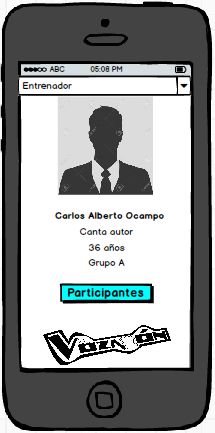 ABC 05:08 PM
Entrenador
Carlos Alberto Ocampo
Canta autor
36 años
Grupo A
Participantes